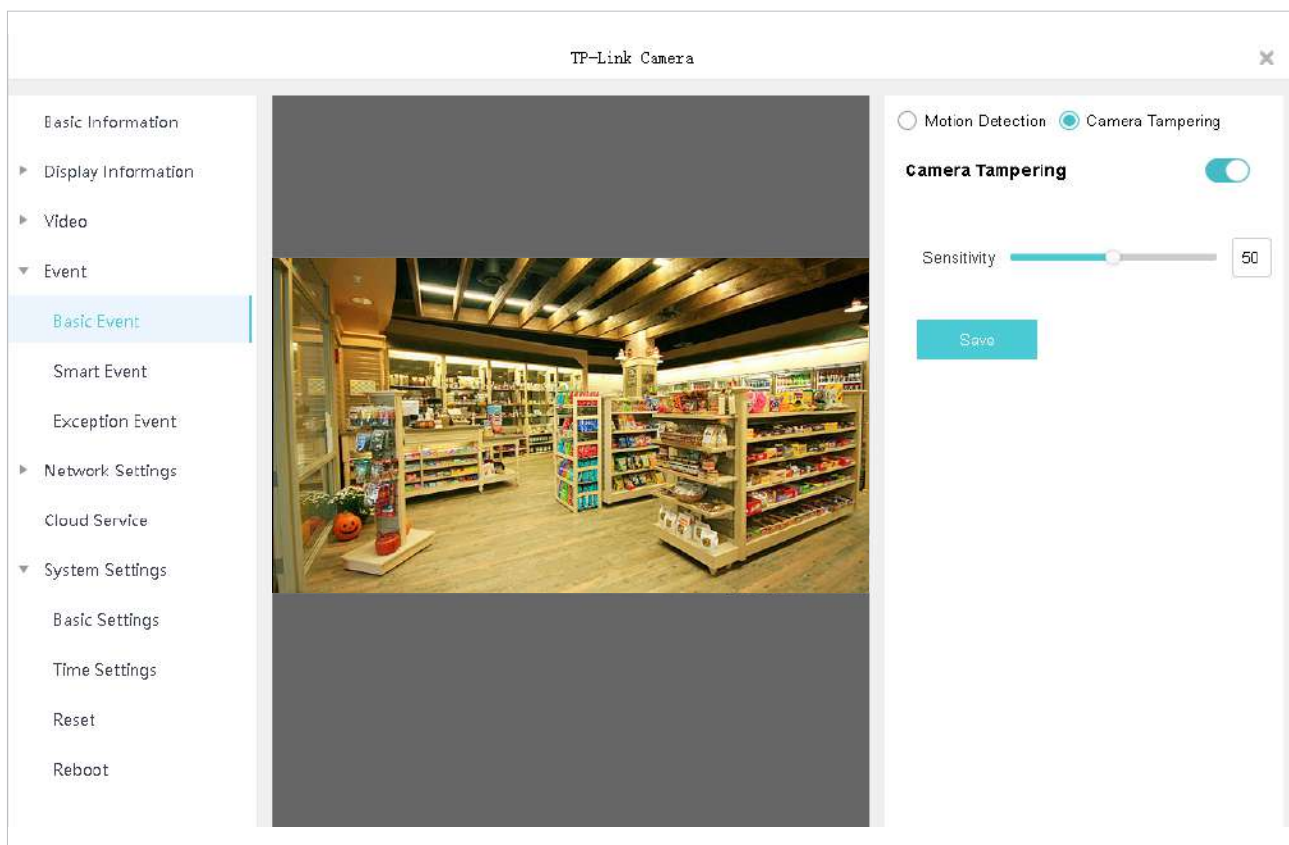 TP-Link Camera
Basic Information
Display Information
Video
Event
Basic Event
Smart Event
Exception Event
Network Settings
Cloud Service
System Settings
Basic Settings
Time Settings
Reset
Reboot
Motion Detection Camera Tampering
Camera Tampering
Sensitivity 50
Save